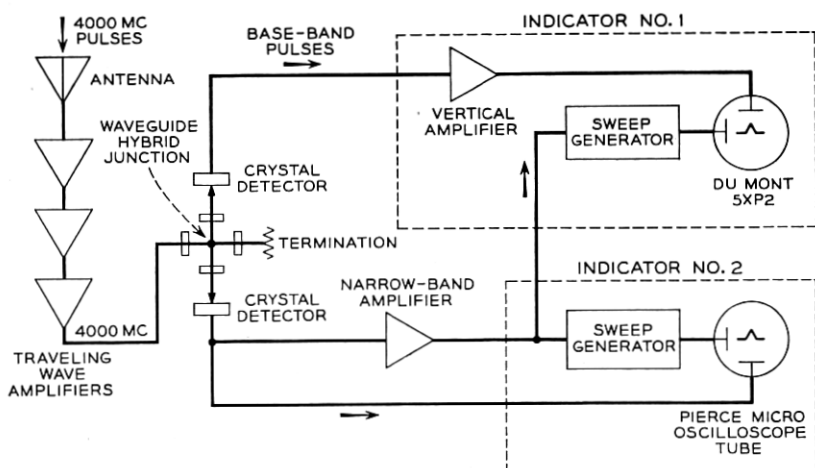 4000 MC
PULSES
ANTENNA
WAVEGUIDE
HYBRID
JUNCTION
CRYSTAL
DETECTOR
TERMINATION
CRYSTAL
DETECTOR
4000 MC
TRAVELING
WAVE
AMPLIFIERS
BASE-BAND
PULSES
NARROW-BAND
AMPLIFIER
INDICATOR NO. 1
VERTICAL
AMPLIFIER
SWEEP
GENERATOR
DU MONT
5XP2
INDICATOR NO. 2
SWEEP
GENERATOR
PIERCE MICRO
OSCILLOSCOPE
TUBE